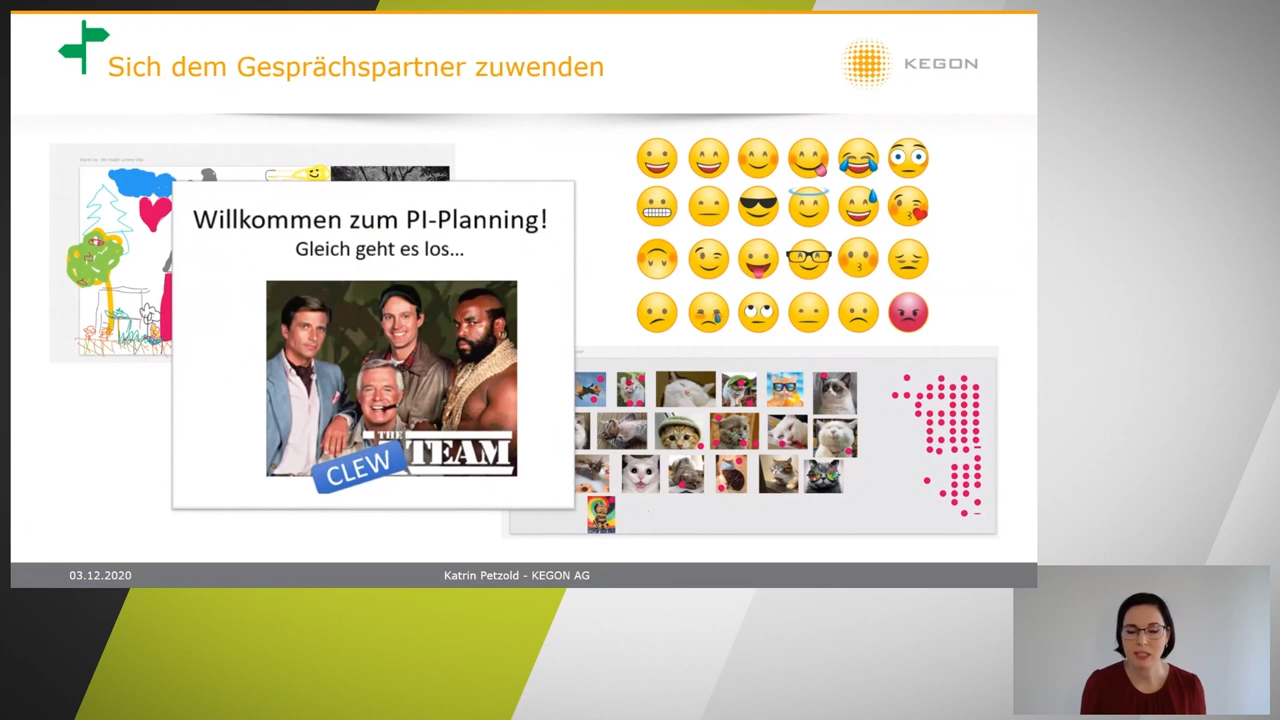 Sich dem Gesprächspartner zuwenden
KEGON
Willkommen zum PI-Planning!
Gleich geht es los...
THE
CLEW TEAM
03.12.2020
Katrin Petzold - KEGON AG